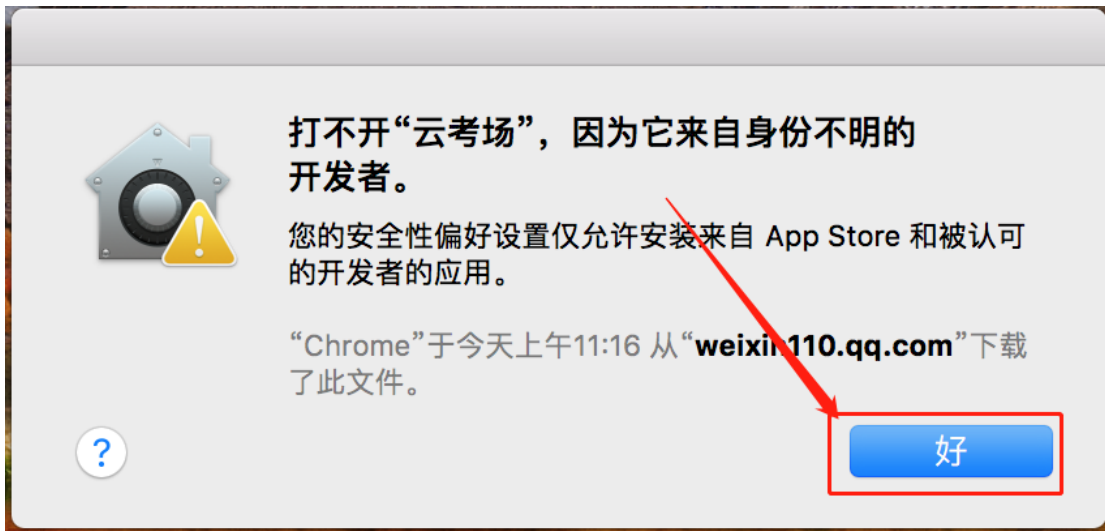 打不开“云考场”，因为它来自身份不明的
开发者。
您的安全性偏好设置仅允许安装来自 App Store 和被认可
的开发者的应用。
“Chrome”于今天上午11:16 从“weixin110.qq.com”下载
了此文件。
?
好